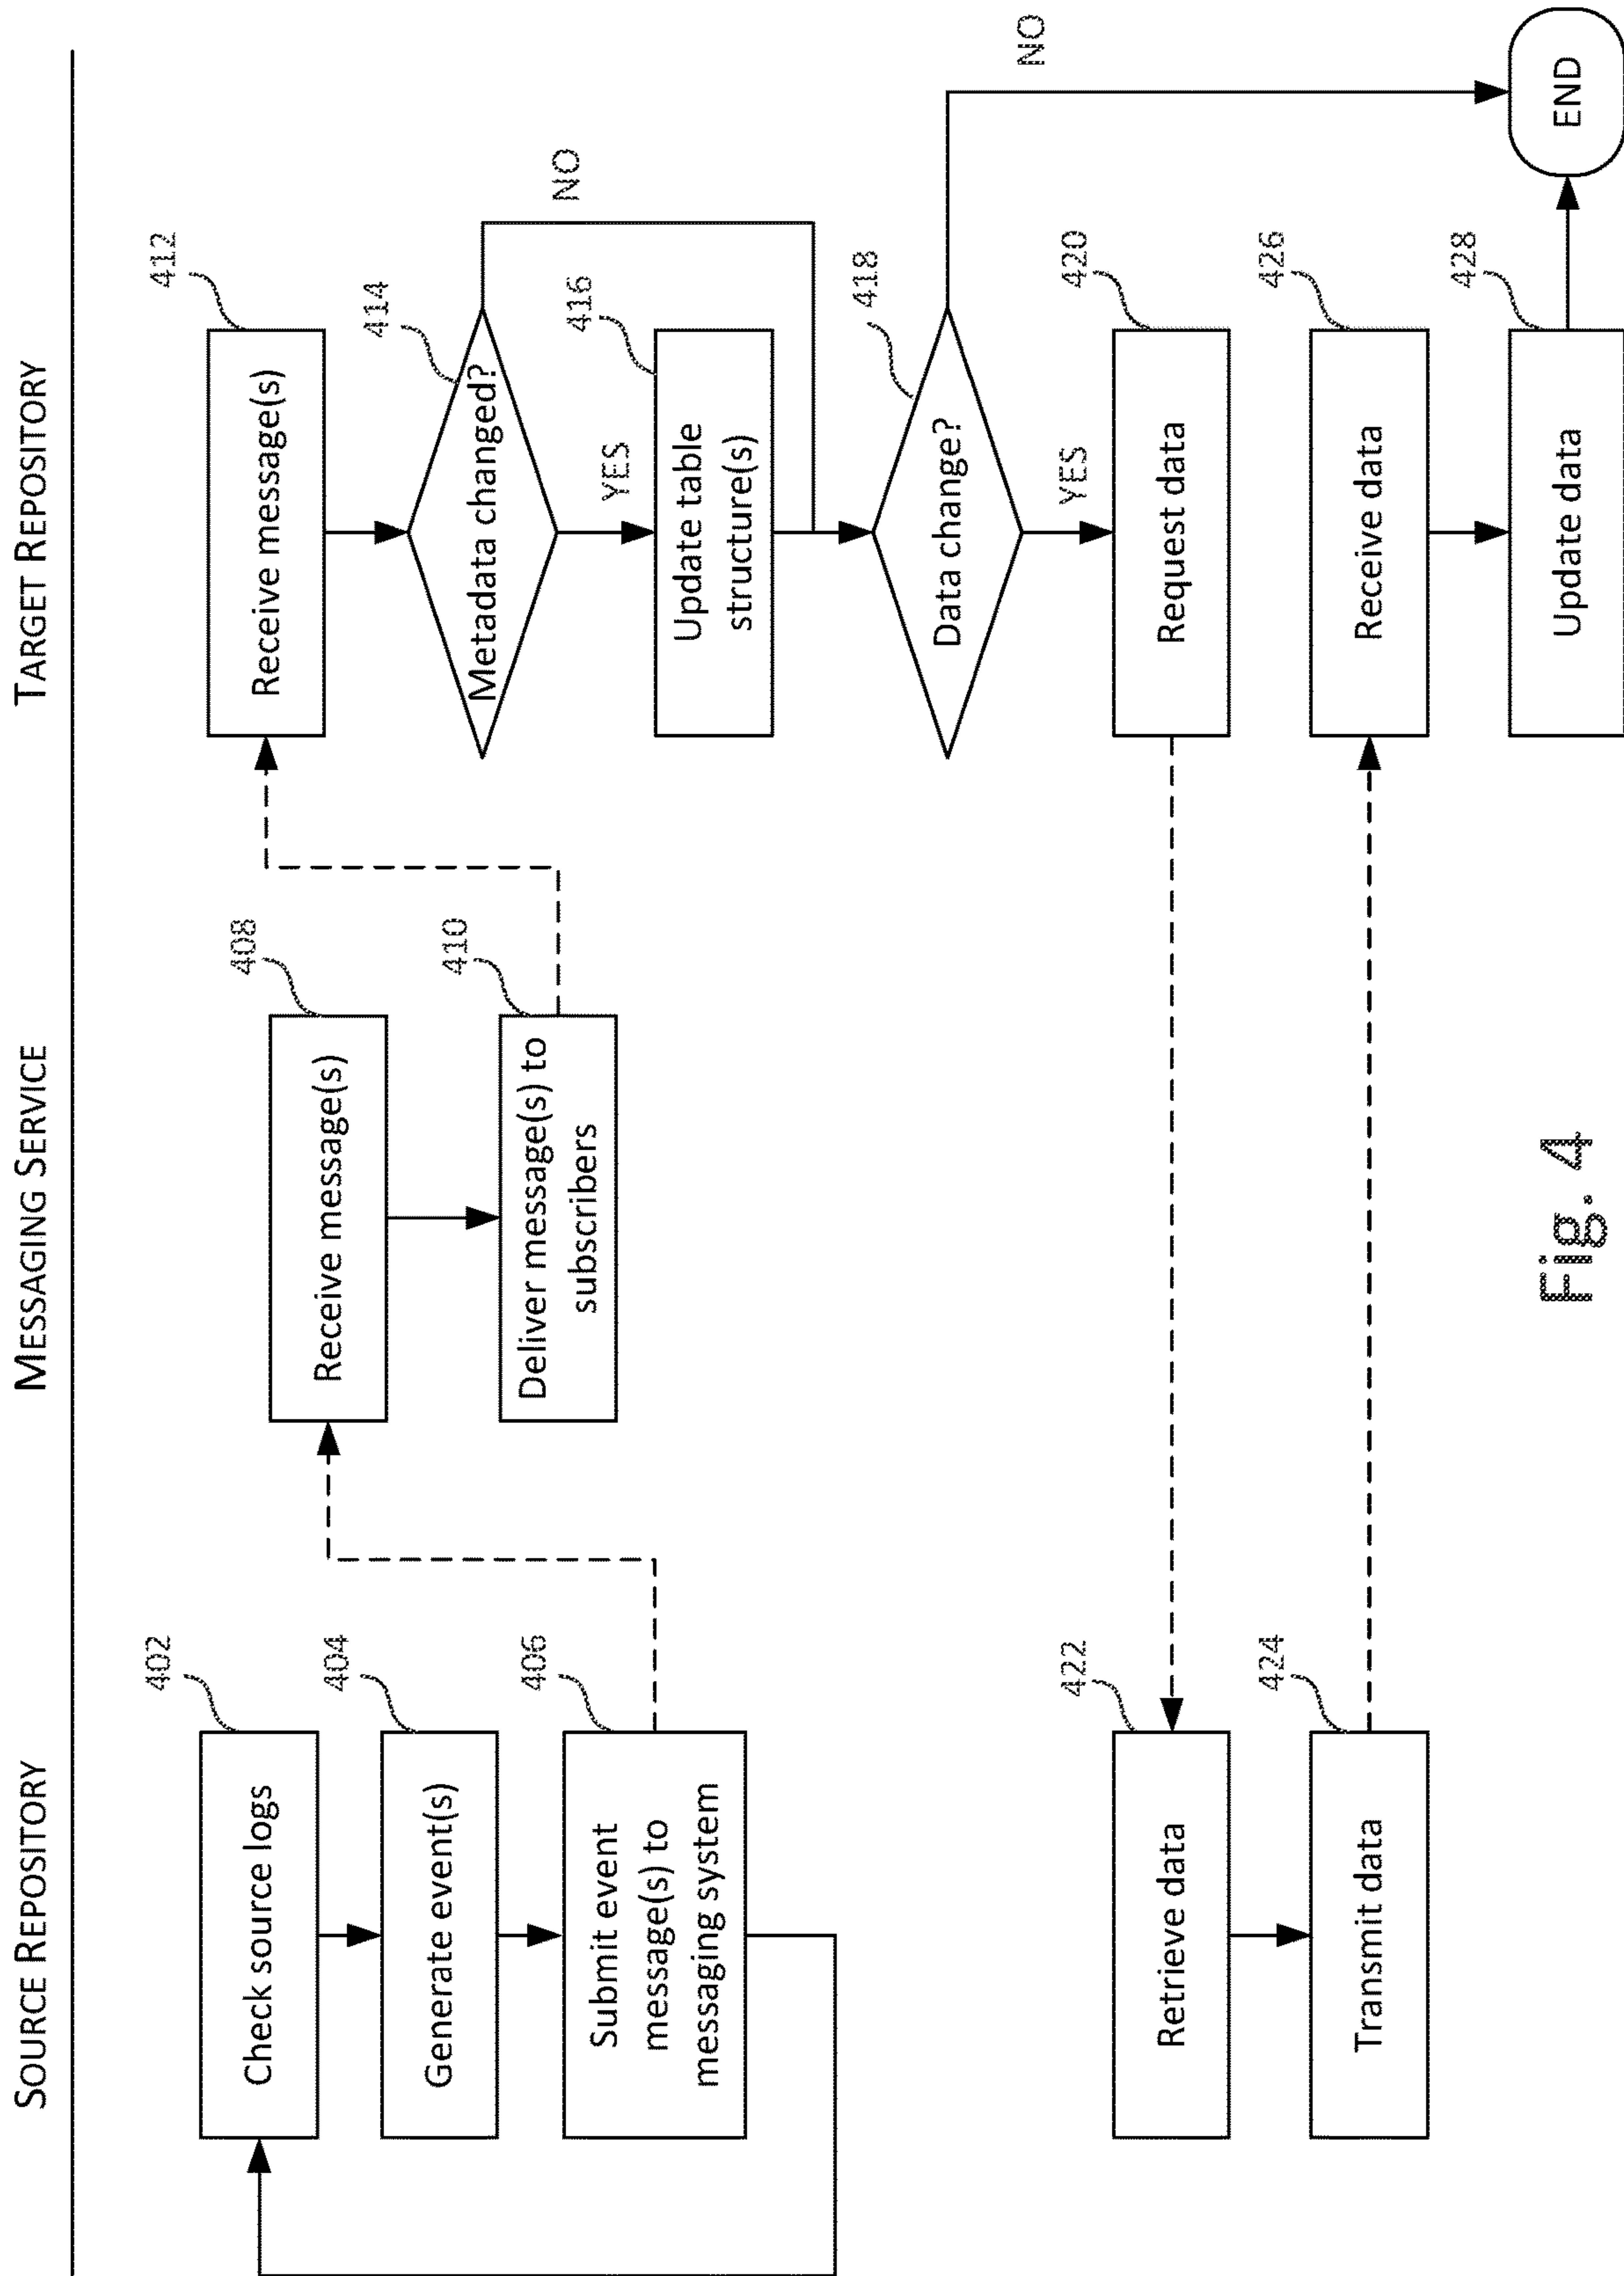 SOURCE REPOSITORY
MESSAGING SERVICE
TARGET REPOSITORY
402
Check source logs
404
Generate event(s)
406
Submit event
message(s) to
messaging system
408
Receive message(s)
410
Deliver message(s) to
subscribers
412
Receive message(s)
414
Metadata changed?
NO
YES
416
Update table
structure(s)
418
Data change?
NO
YES
420
Request data
422
Retrieve data
424
Transmit data
426
Receive data
428
Update data
END
Fig. 4